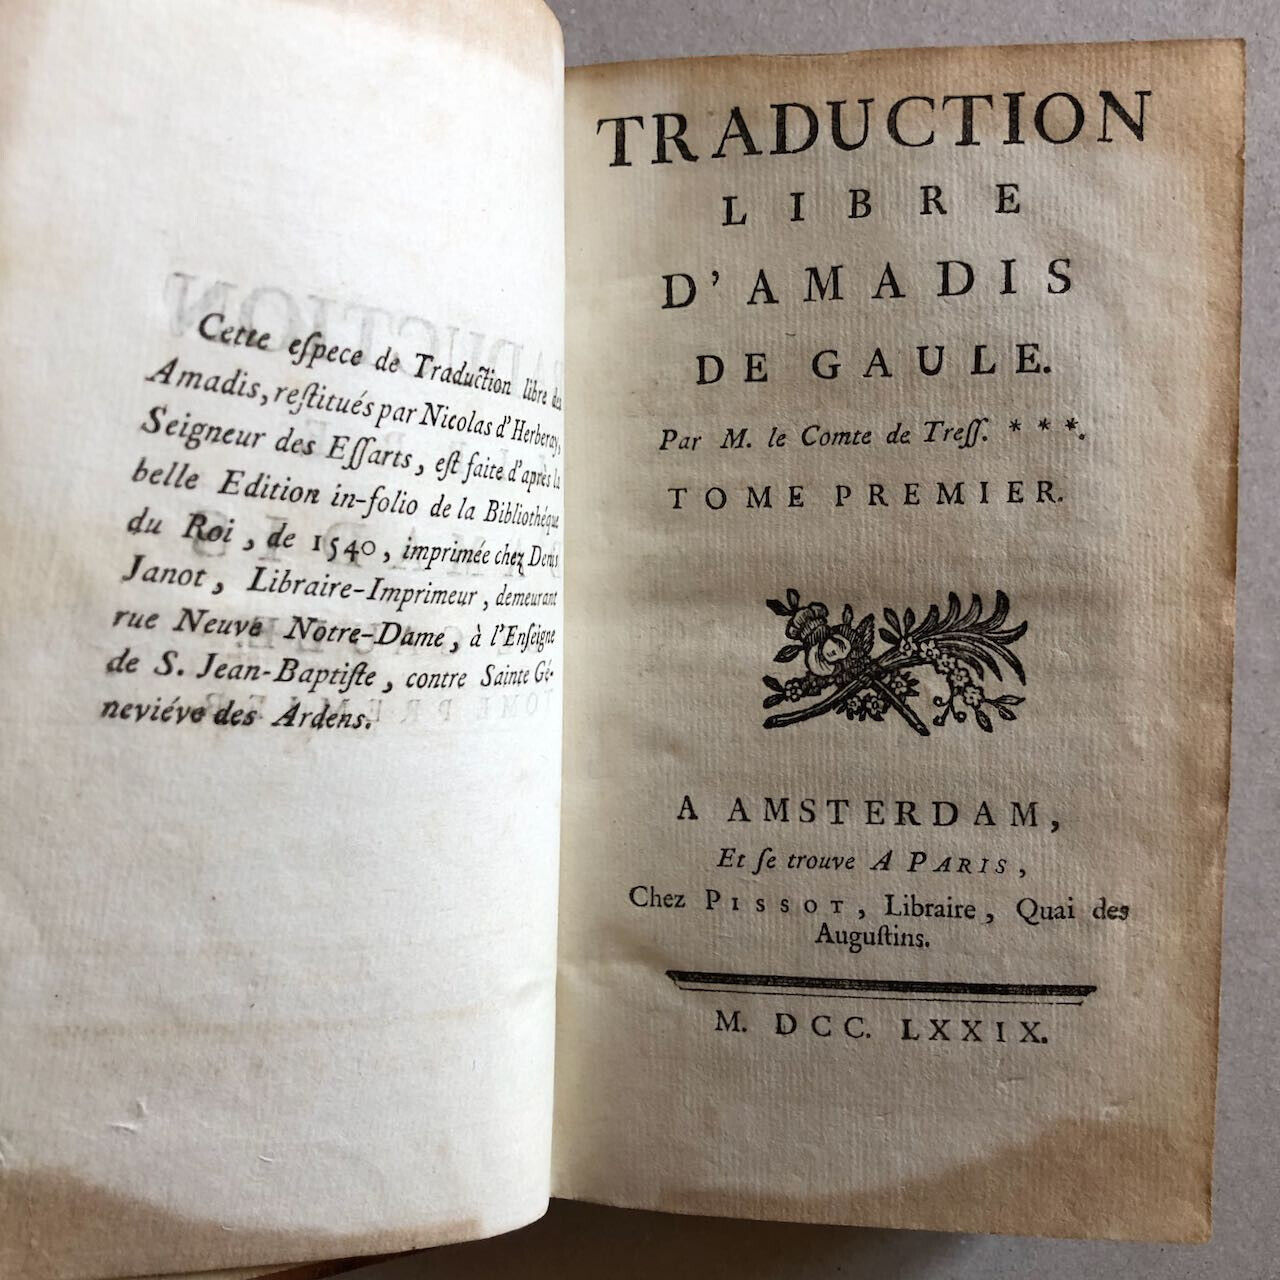 Cette eſpece de Traduction libre des
Amadis, reſtitués par Nicolas d'Herberay,
Seigneur des Eſſarts, eſt faite d'après la
belle Edition in-folio de la Bibliothéque
du Roi, de 1540, imprimée chez Denis
Janot, Libraire-Imprimeur, demeurant
rue Neuve Notre-Dame, à l'Enſeigne
de S. Jean-Baptiſte, contre Sainte Gé-
neviéve des Ardens.
TRADUCTION
LIBRE
D'AMADIS
DE GAULE.
Par M. le Comte de Treſſ. * * *.
TOME PREMIER.
A AMSTERDAM,
Et ſe trouve A PARIS,
Chez PISSOT, Libraire, Quai des
Auguſtins.
M. DCC. LXXIX.